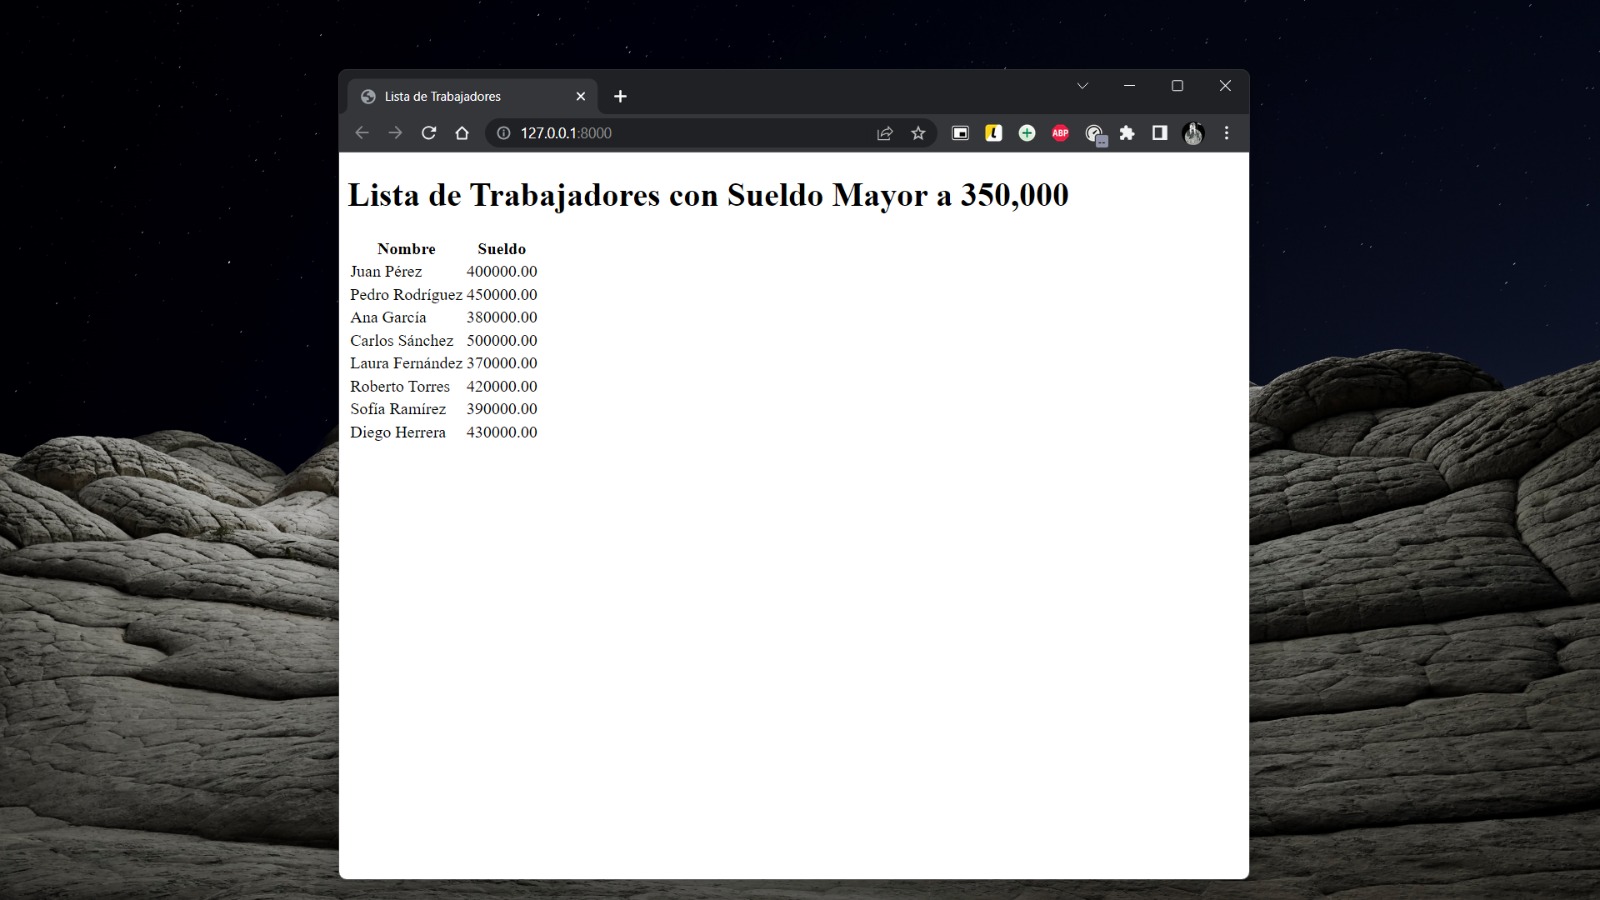 Lista de Trabajadores
127.0.0.1:8000
ABP
Lista de Trabajadores con Sueldo Mayor a 350,000
Nombre Sueldo
Juan Pérez 400000.00
Pedro Rodríguez 450000.00
Ana García 380000.00
Carlos Sánchez 500000.00
Laura Fernández 370000.00
Roberto Torres 420000.00
Sofía Ramírez 390000.00
Diego Herrera 430000.00